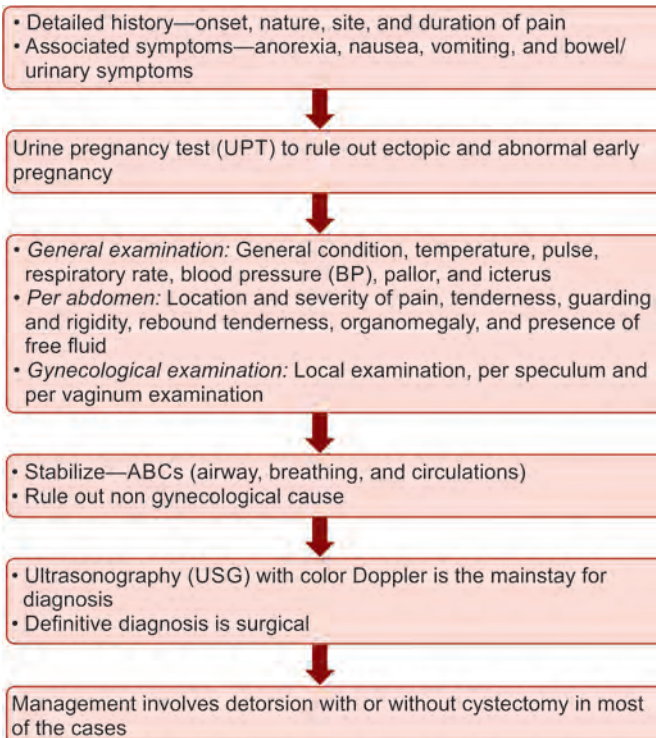 • Detailed history—onset, nature, site, and duration of pain
• Associated symptoms—anorexia, nausea, vomiting, and bowel/
urinary symptoms
Urine pregnancy test (UPT) to rule out ectopic and abnormal early
pregnancy
• General examination: General condition, temperature, pulse,
respiratory rate, blood pressure (BP), pallor, and icterus
• Per abdomen: Location and severity of pain, tenderness, guarding
and rigidity, rebound tenderness, organomegaly, and presence of
free fluid
• Gynecological examination: Local examination, per speculum and
per vaginum examination
• Stabilize—ABCs (airway, breathing, and circulations)
• Rule out non gynecological cause
• Ultrasonography (USG) with color Doppler is the mainstay for
diagnosis
• Definitive diagnosis is surgical
Management involves detorsion with or without cystectomy in most
of the cases